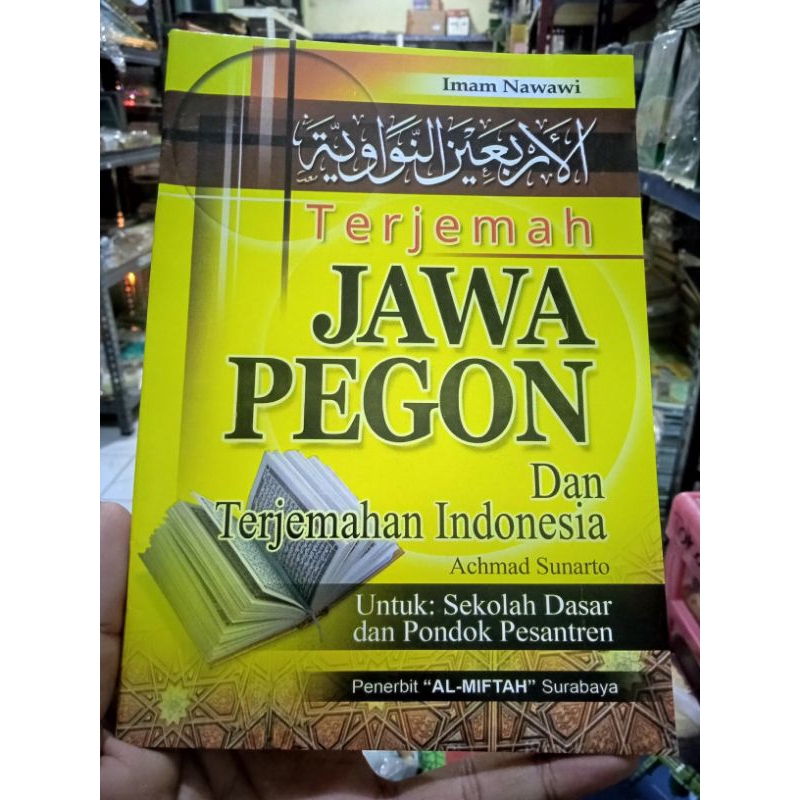 Imam Nawawi
الأربعين النواوية
Terjemah
JAWA
PEGON
Dan
Terjemahan Indonesia
Achmad Sunarto
Untuk: Sekolah Dasar
dan Pondok Pesantren
Penerbit "AL-MIFTAH" Surabaya